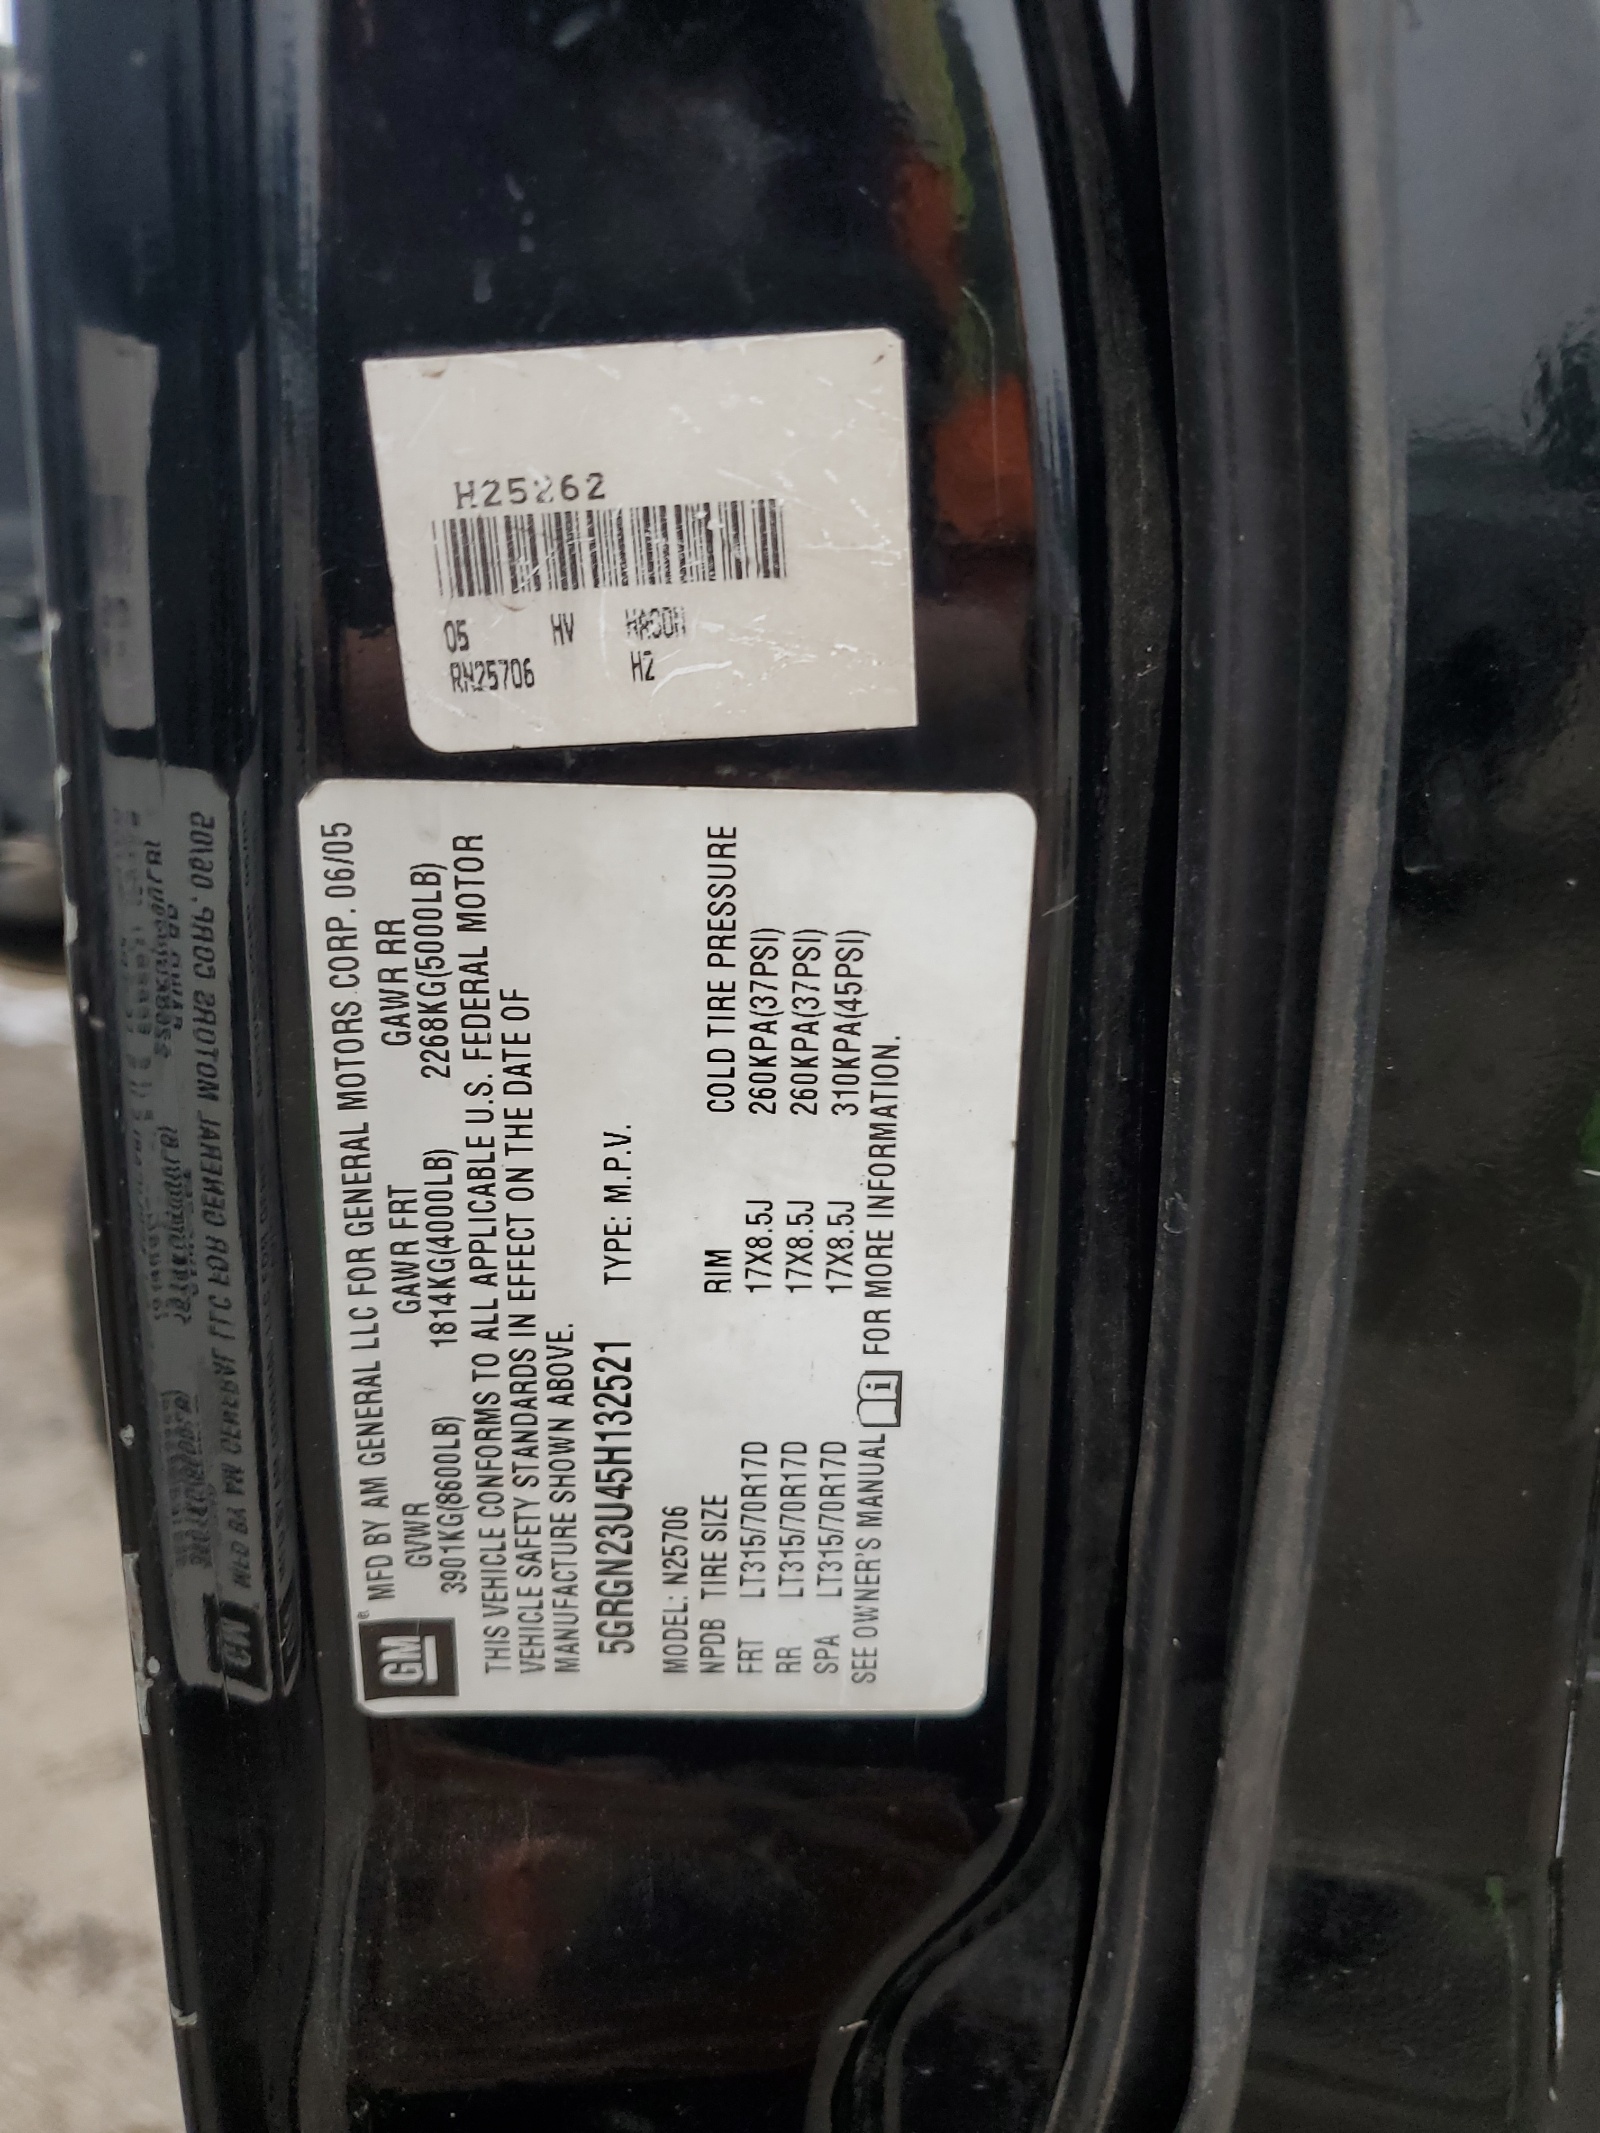 H25262
05 HV
RN25706 H2
GM
MFD BY AM GENERAL LLC FOR GENERAL MOTORS CORP. 06/05
GVWR GAWR FRT GAWR RR
3901KG(8600LB) 1814KG(4000LB) 2268KG(5000LB)
THIS VEHICLE CONFORMS TO ALL APPLICABLE U.S. FEDERAL MOTOR
VEHICLE SAFETY STANDARDS IN EFFECT ON THE DATE OF
MANUFACTURE SHOWN ABOVE.
5GRGN23U45H132521 TYPE: M.P.V.
MODEL: N25706
NPDB TIRE SIZE RIM COLD TIRE PRESSURE
FRT LT315/70R17D 17X8.5J 260KPA(37PSI)
RR LT315/70R17D 17X8.5J 260KPA(37PSI)
SPA LT315/70R17D 17X8.5J 310KPA(45PSI)
SEE OWNER'S MANUAL i FOR MORE INFORMATION.